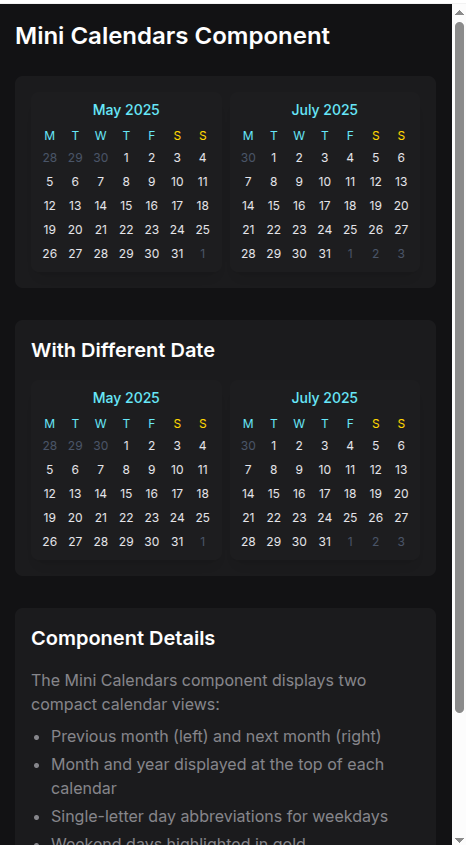 Mini Calendars Component
May 2025
M T W T F S S
28 29 30 1 2 3 4
5 6 7 8 9 10 11
12 13 14 15 16 17 18
19 20 21 22 23 24 25
26 27 28 29 30 31 1
July 2025
M T W T F S S
30 1 2 3 4 5 6
7 8 9 10 11 12 13
14 15 16 17 18 19 20
21 22 23 24 25 26 27
28 29 30 31 1 2 3
With Different Date
May 2025
M T W T F S S
28 29 30 1 2 3 4
5 6 7 8 9 10 11
12 13 14 15 16 17 18
19 20 21 22 23 24 25
26 27 28 29 30 31 1
July 2025
M T W T F S S
30 1 2 3 4 5 6
7 8 9 10 11 12 13
14 15 16 17 18 19 20
21 22 23 24 25 26 27
28 29 30 31 1 2 3
Component Details
The Mini Calendars component displays two
compact calendar views:
• Previous month (left) and next month (right)
• Month and year displayed at the top of each
calendar
• Single-letter day abbreviations for weekdays
• Weekend days highlighted in gold